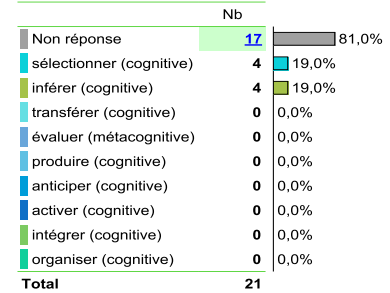 Nb
Non réponse 17 81,0%
sélectionner (cognitive) 4 19,0%
inférer (cognitive) 4 19,0%
transférer (cognitive) 0 0,0%
évaluer (métacognitive) 0 0,0%
produire (cognitive) 0 0,0%
anticiper (cognitive) 0 0,0%
activer (cognitive) 0 0,0%
intégrer (cognitive) 0 0,0%
organiser (cognitive) 0 0,0%
Total 21